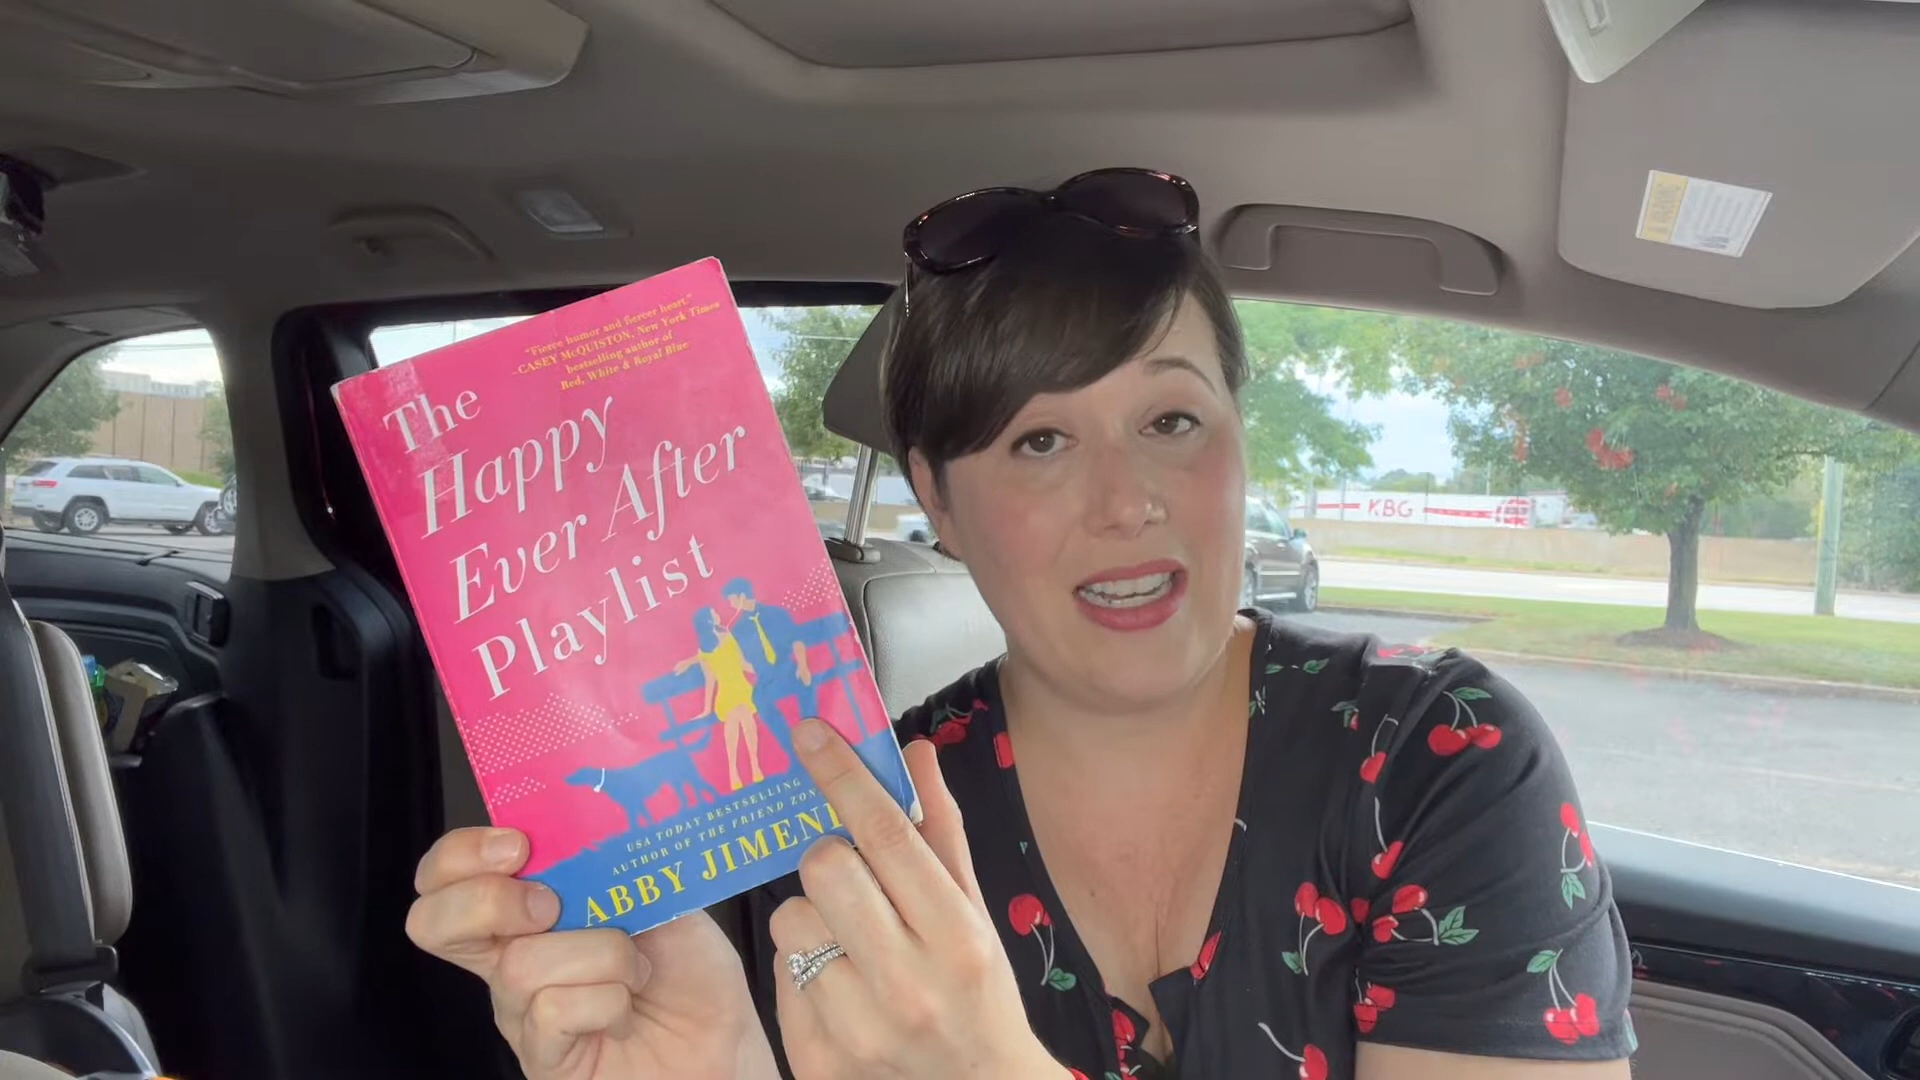 "Fierce humor and fiercer heart."
-CASEY McQUISTON, New York Times
bestselling author of
Red, White & Royal Blue
The
Happy
Ever After
Playlist
USA TODAY BESTSELLING
AUTHOR OF THE FRIEND ZON
ABBY JIMEN
KBG